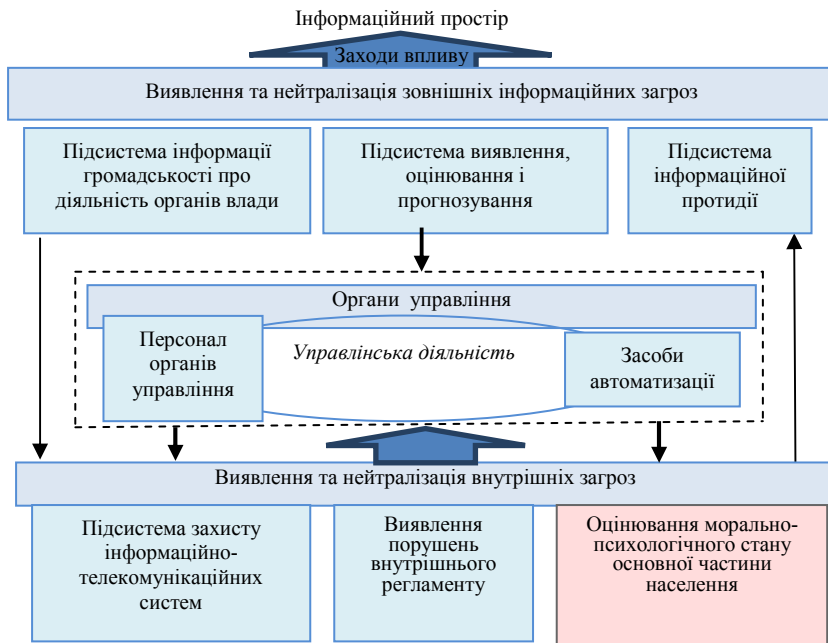 Інформаційний простір
Заходи впливу
Виявлення та нейтралізація зовнішніх інформаційних загроз
Підсистема інформації
громадськості про
діяльність органів влади
Підсистема виявлення,
оцінювання і
прогнозування
Підсистема
інформаційної
протидії
Органи управління
Персонал
органів
управління
Управлінська діяльність
Засоби
автоматизації
Виявлення та нейтралізація внутрішніх загроз
Підсистема захисту
інформаційно-
телекомунікаційних
систем
Виявлення
порушень
внутрішнього
регламенту
Оцінювання морально-
психологічного стану
основної частини
населення